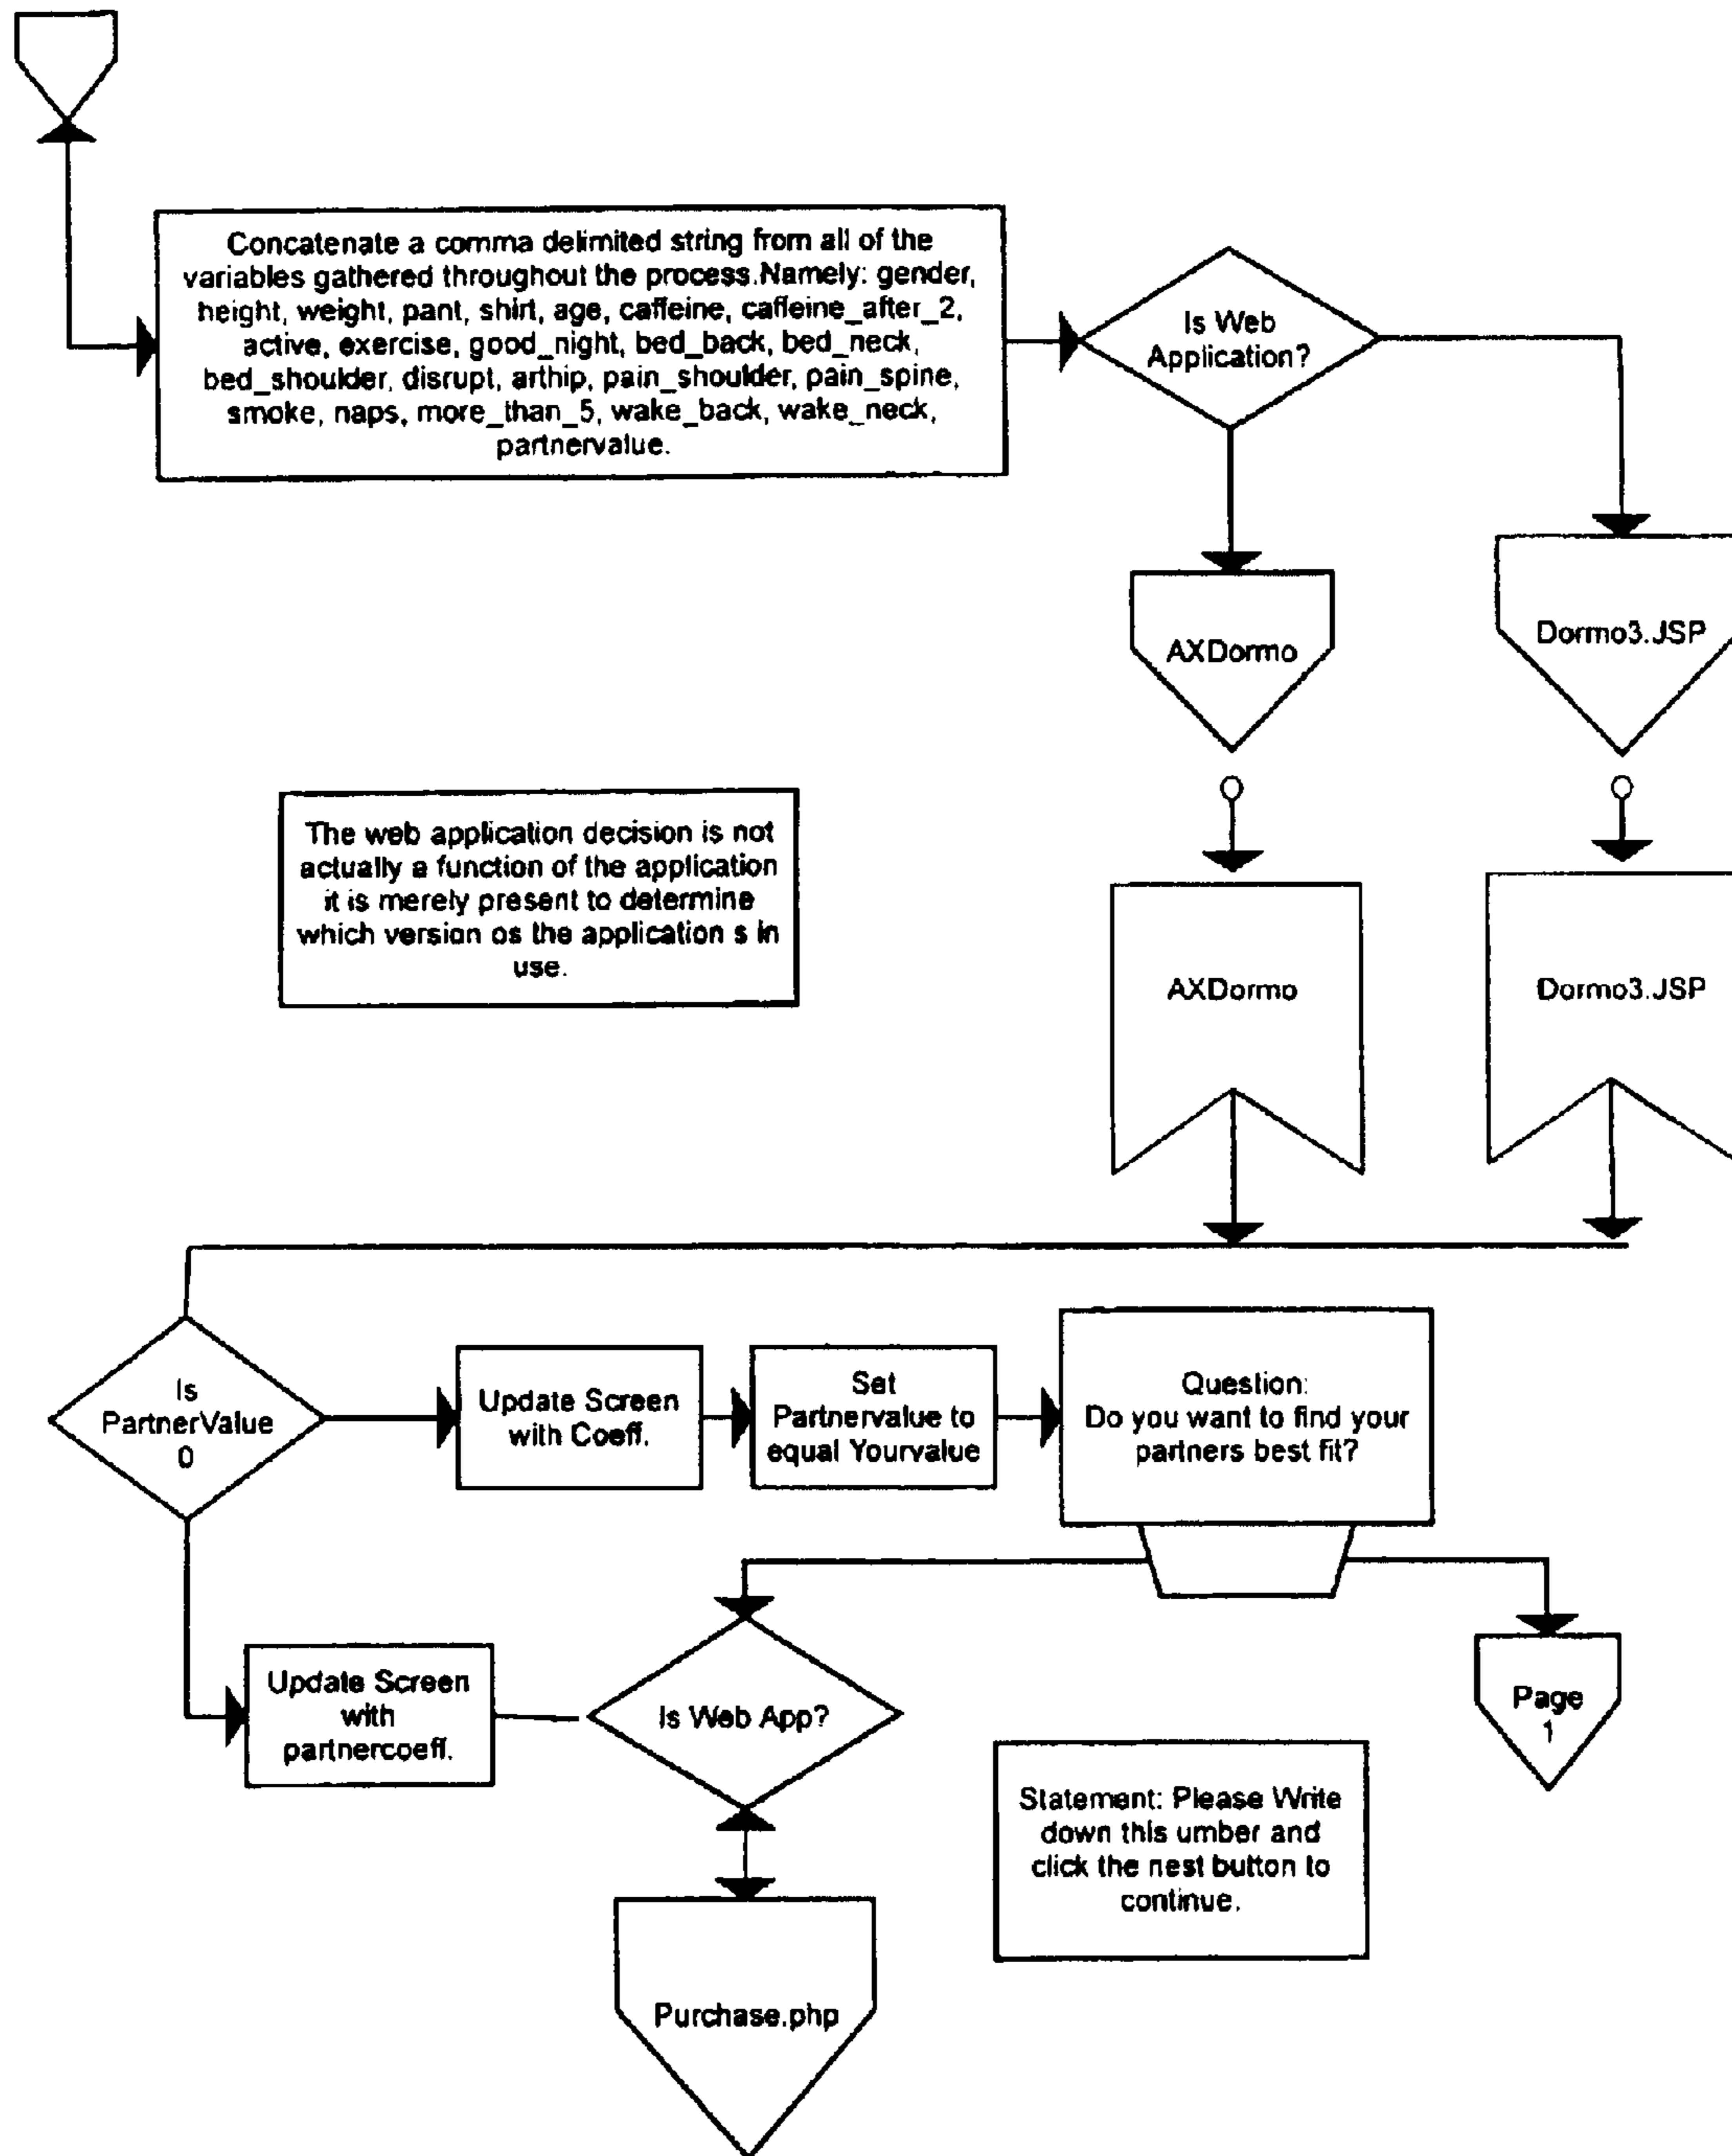 Concatenate a comma delimited string from all of the
variables gathered throughout the process.Namely: gender,
height, weight, pant, shirt, age, caffeine, caffeine_after_2,
active, exercise, good_night, bed_back, bed_neck,
bed_shoulder, disrupt, arthip, pain_shoulder, pain_spine,
smoke, naps, more_than_5, wake_back, wake_neck,
partnervalue.
Is Web
Application?
AXDormo
Dormo3.JSP
The web application decision is not
actually a function of the application
it is merely present to determine
which version os the application s in
use.
AXDormo
Dormo3.JSP
Is
PartnerValue
0
Update Screen
with Coeff.
Set
Partnervalue to
equal Yourvalue
Question:
Do you want to find your
partners best fit?
Update Screen
with
partnercoeff.
Is Web App?
Page
1
Statement: Please Write
down this umber and
click the nest button to
continue.
Purchase.php